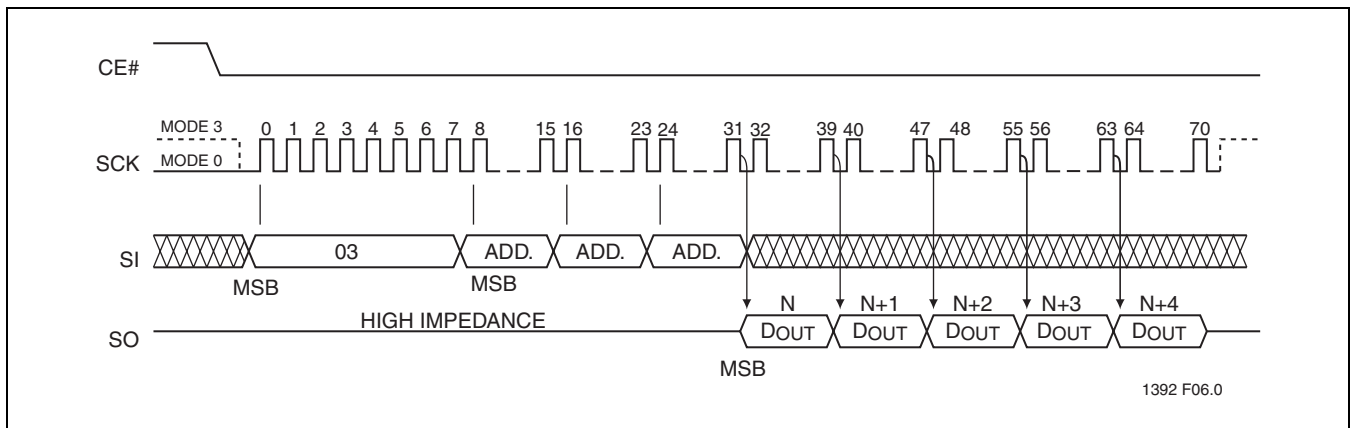 CE#
MODE 3 0 1 2 3 4 5 6 7 8 15 16 23 24 31 32 39 40 47 48 55 56 63 64 70
SCK MODE 0
SI 03 ADD. ADD. ADD.
MSB MSB
N N+1 N+2 N+3 N+4
HIGH IMPEDANCE
SO DOUT DOUT DOUT DOUT DOUT
MSB
1392 F06.0